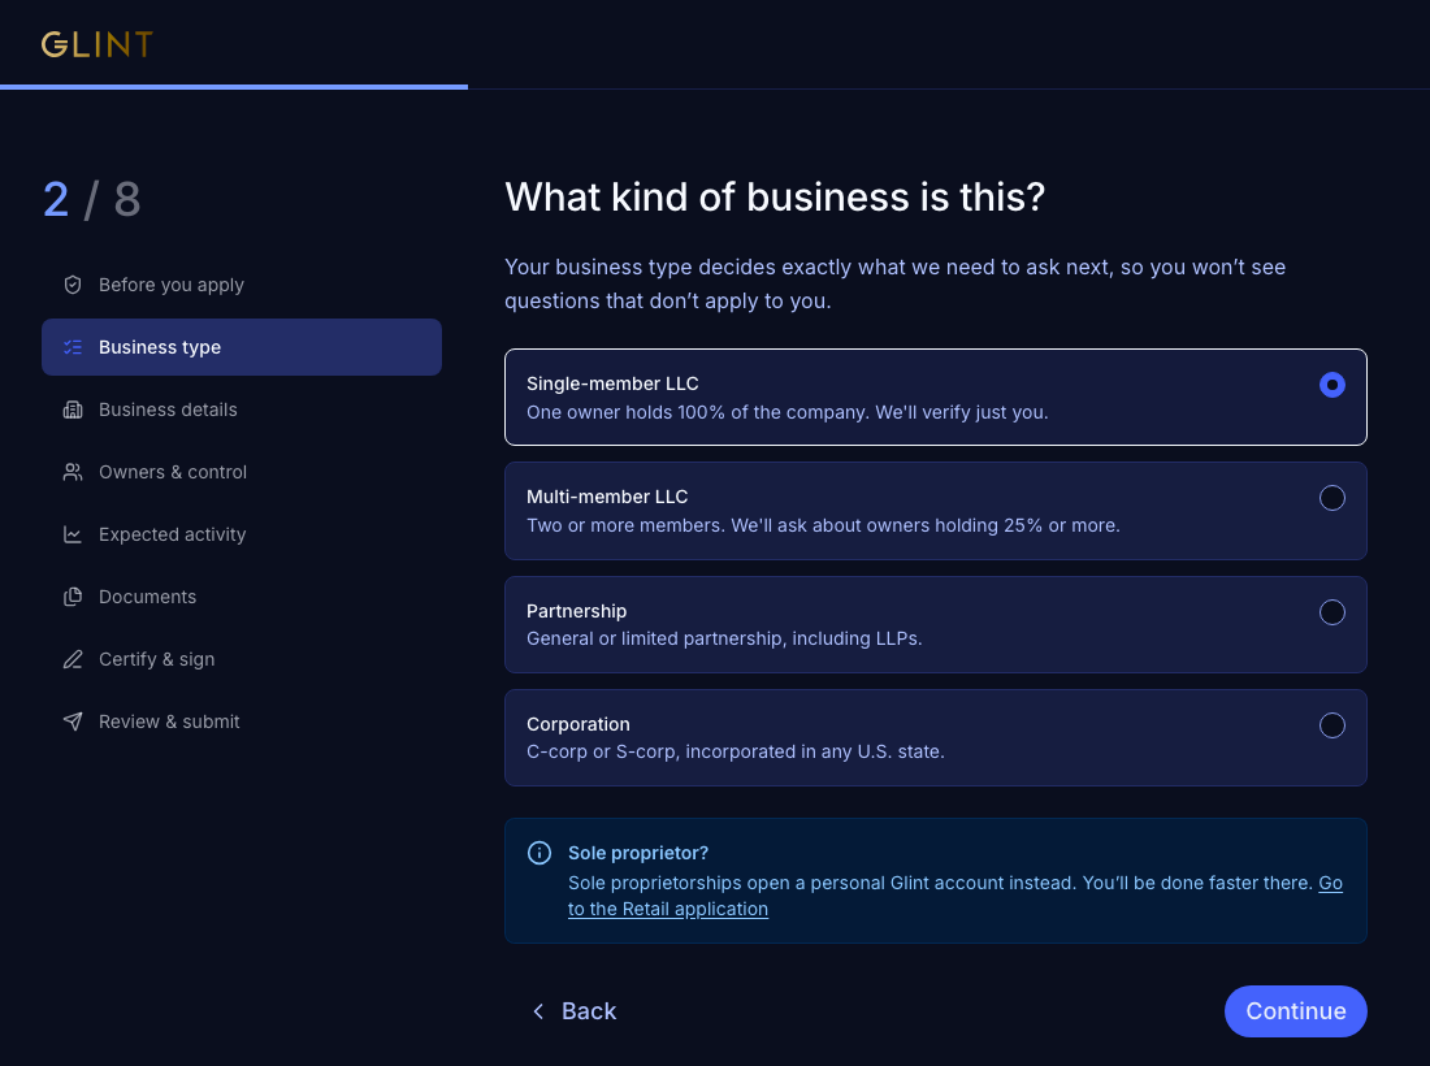 GLINT
2 / 8
Before you apply
Business type
Business details
Owners & control
Expected activity
Documents
Certify & sign
Review & submit
What kind of business is this?
Your business type decides exactly what we need to ask next, so you won’t see
questions that don’t apply to you.
Single-member LLC
One owner holds 100% of the company. We'll verify just you.
Multi-member LLC
Two or more members. We'll ask about owners holding 25% or more.
Partnership
General or limited partnership, including LLPs.
Corporation
C-corp or S-corp, incorporated in any U.S. state.
Sole proprietor?
Sole proprietorships open a personal Glint account instead. You’ll be done faster there. Go
to the Retail application
Back
Continue